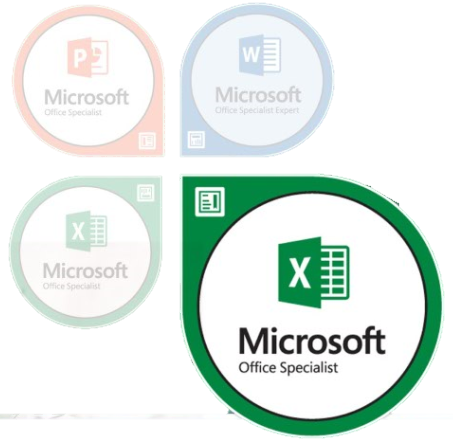 P
Microsoft
Office Specialist
W
Microsoft
Office Specialist Expert
X
Microsoft
Office Specialist
X
Microsoft
Office Specialist